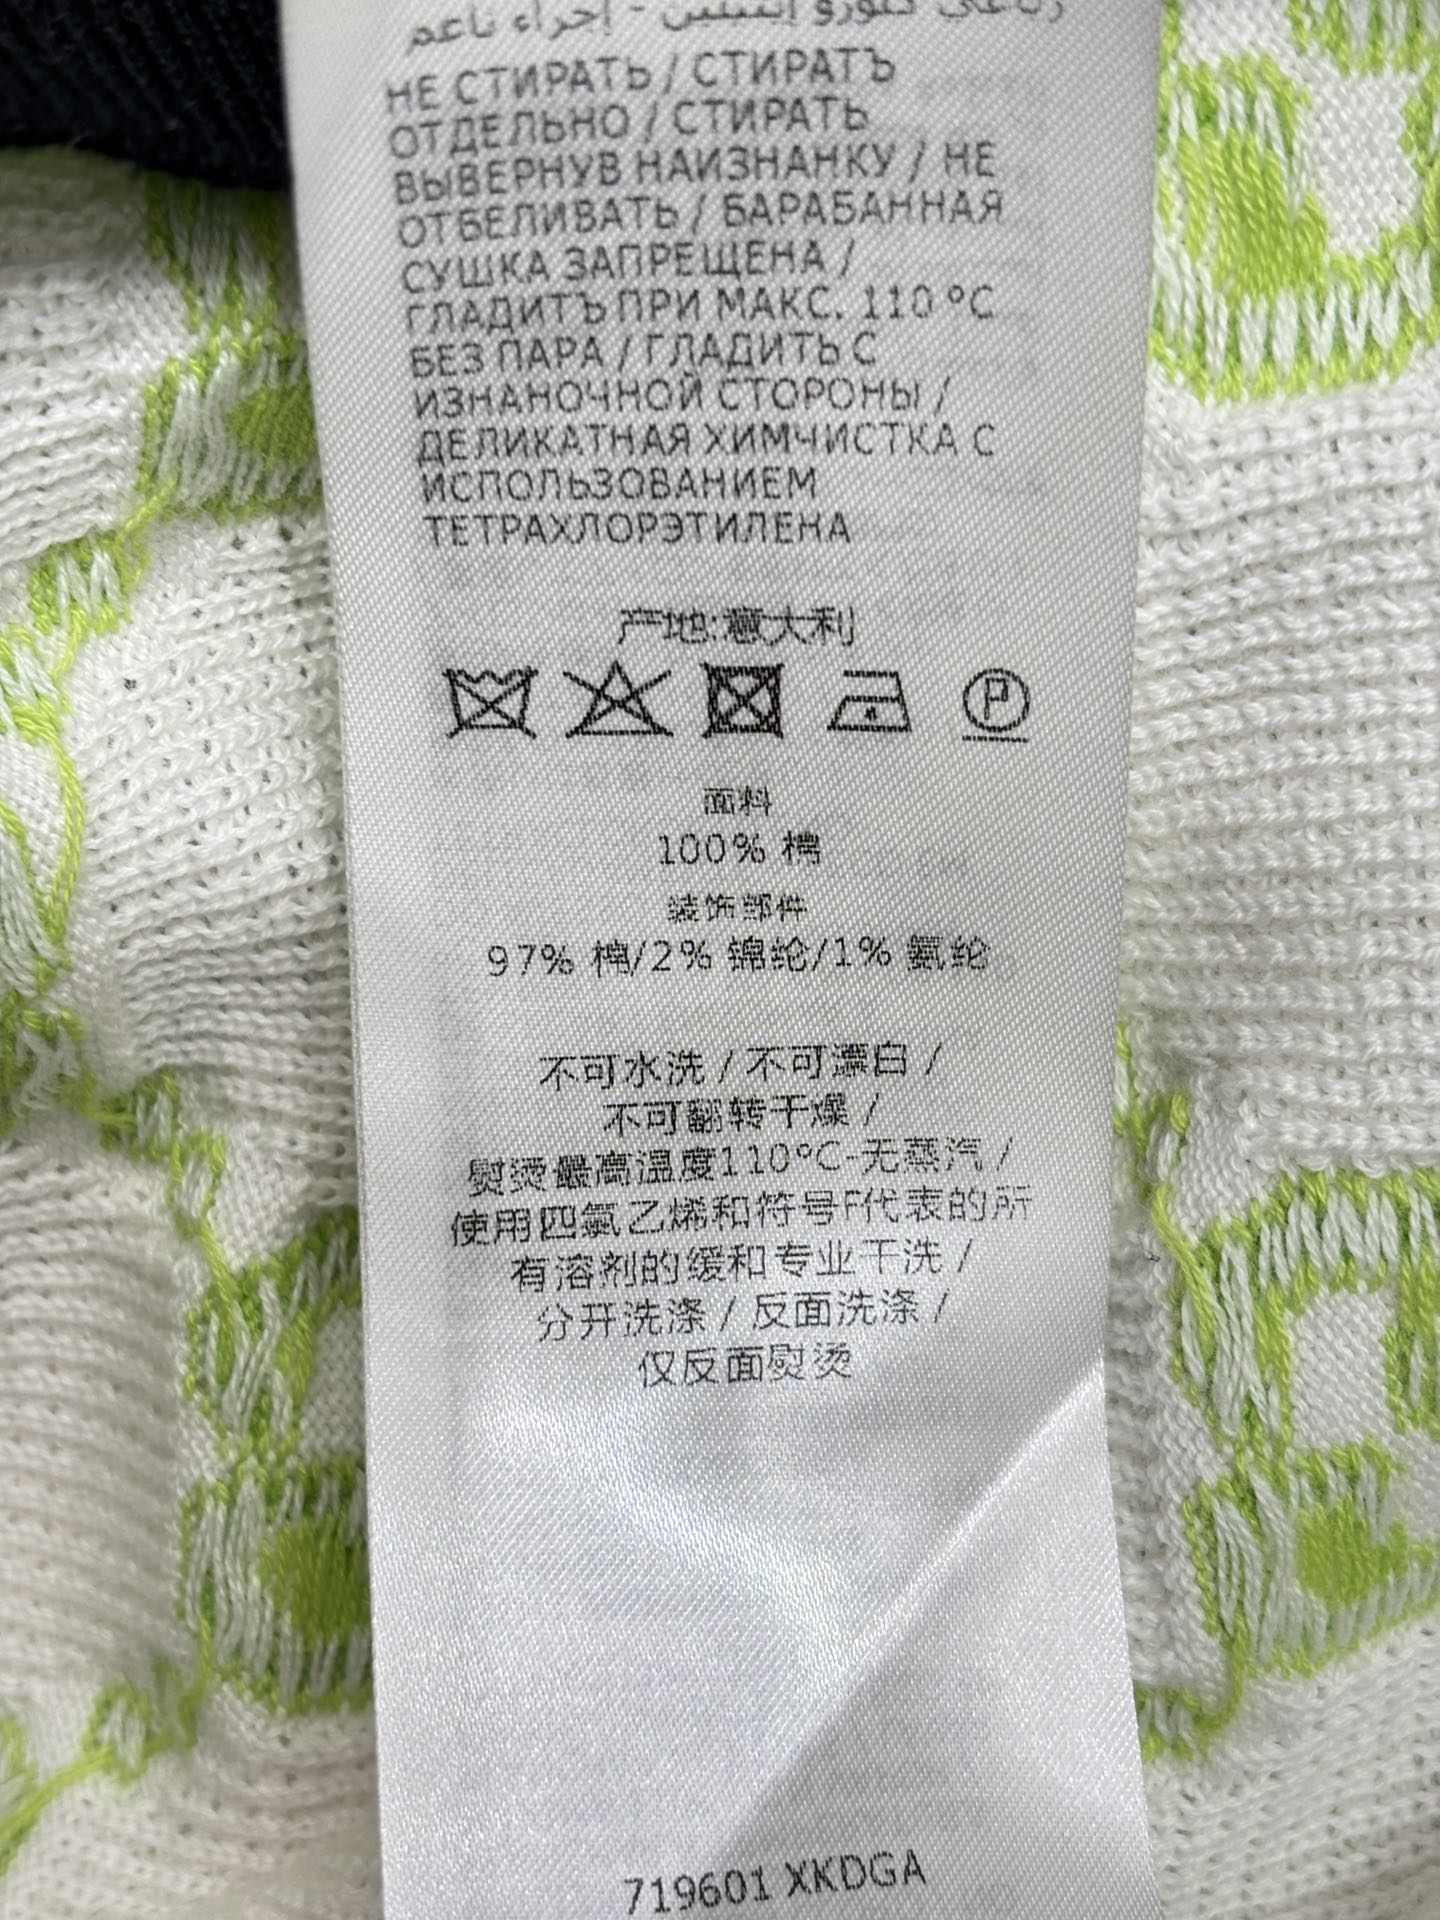 إجراء ناعم
НЕ СТИРАТЬ / СТИРАТЪ
ОТДЕЛЬНО / СТИРАТЬ
ВЫВЕРНУВ НАИЗНАНКУ / НЕ
ОТБЕЛИВАТЬ / БАРАБАННАЯ
СУШКА ЗАПРЕЩЕНА /
ГЛАДИТЪ ПРИ МАКС. 110 °C
БЕЗ ПАРА / ГЛАДИТЬ С
ИЗНАНОЧНОЙ СТОРОНЫ /
ДЕЛИКАТНАЯ ХИМЧИСТКА С
ИСПОЛЬЗОВАНИЕМ
ТЕТРАХЛОРЭТИЛЕНА
产地:意大利
P
面料
100% 棉
装饰部件
97% 棉/2% 锦纶/1% 氨纶
不可水洗 / 不可漂白 /
不可翻转干燥 /
熨烫最高温度110°C-无蒸汽 /
使用四氯乙烯和符号F代表的所
有溶剂的缓和专业干洗 /
分开洗涤 / 反面洗涤 /
仅反面熨烫
719601 XKDGA